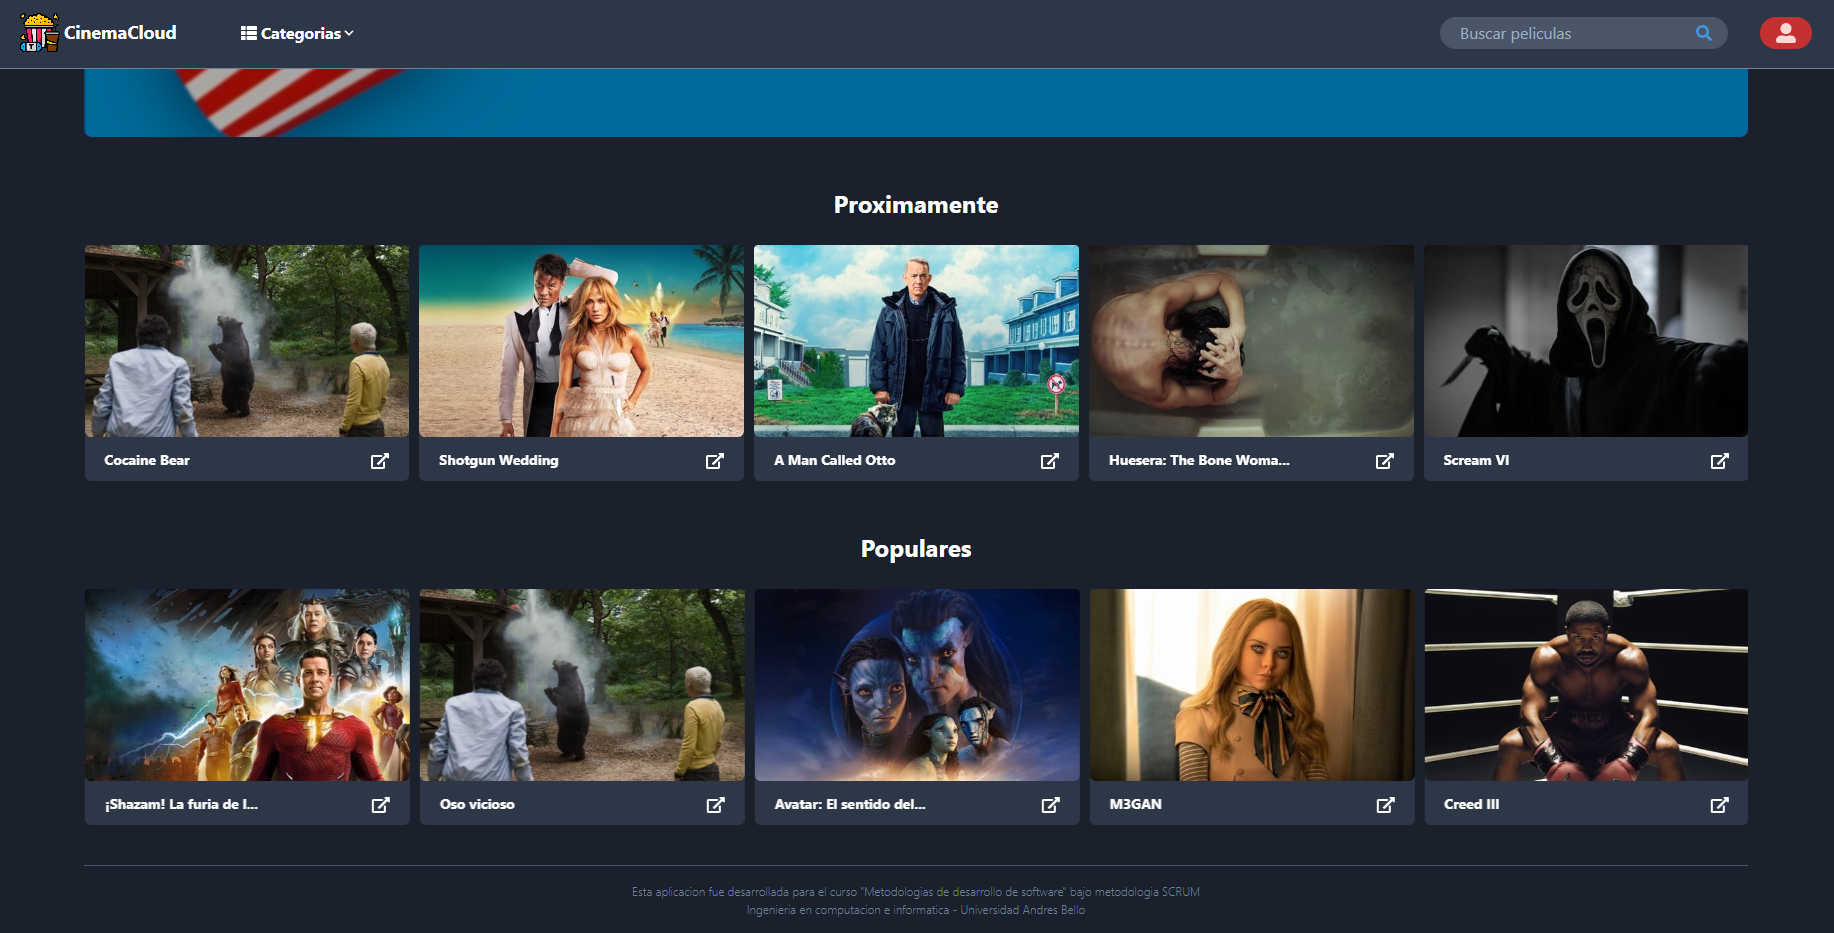 CinemaCloud
Categorias
Buscar peliculas
Proximamente
Cocaine Bear
Shotgun Wedding
A Man Called Otto
Huesera: The Bone Woma...
Scream VI
Populares
¡Shazam! La furia de l...
Oso vicioso
Avatar: El sentido del...
M3GAN
Creed III
Esta aplicacion fue desarrollada para el curso "Metodologias de desarrollo de software" bajo metodologia SCRUM
Ingenieria en computacion e informatica - Universidad Andres Bello